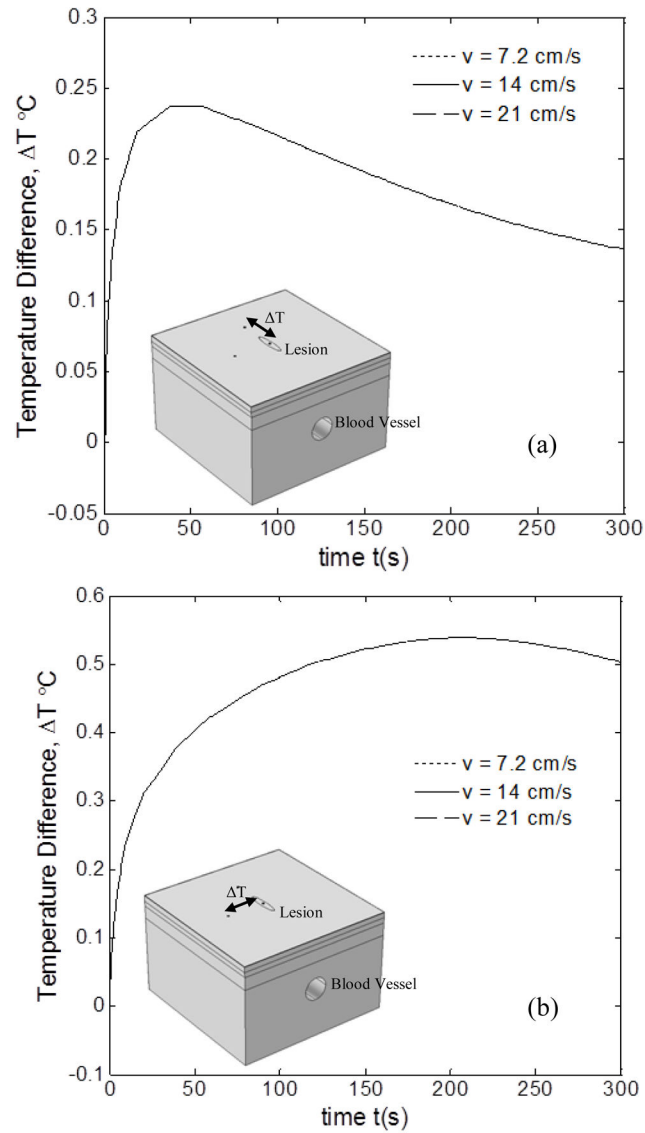 0.3
0.25
0.2
0.15
0.1
0.05
0
-0.05
Temperature Difference, ΔT °C
v = 7.2 cm/s
v = 14 cm/s
v = 21 cm/s
ΔT
Lesion
Blood Vessel
(a)
0 50 100 150 200 250 300
time t(s)
0.6
0.5
0.4
0.3
0.2
0.1
0
-0.1
Temperature Difference, ΔT °C
v = 7.2 cm/s
v = 14 cm/s
v = 21 cm/s
ΔT
Lesion
Blood Vessel
(b)
0 50 100 150 200 250 300
time t(s)